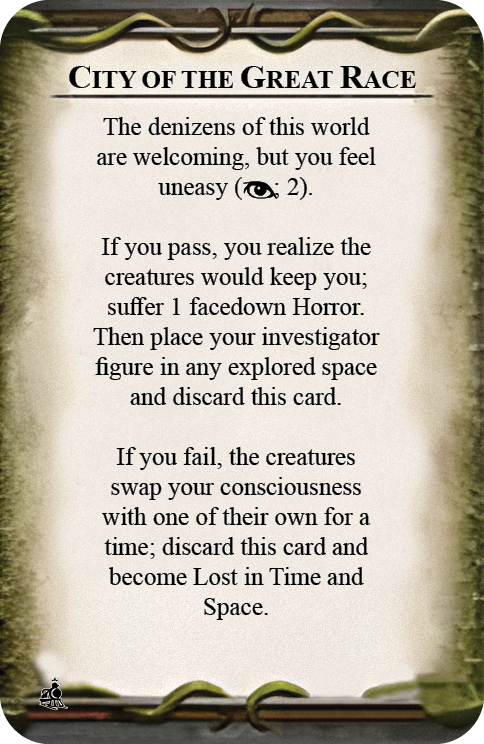 CITY OF THE GREAT RACE
The denizens of this world
are welcoming, but you feel
uneasy (; 2).
If you pass, you realize the
creatures would keep you;
suffer 1 facedown Horror.
Then place your investigator
figure in any explored space
and discard this card.
If you fail, the creatures
swap your consciousness
with one of their own for a
time; discard this card and
become Lost in Time and
Space.